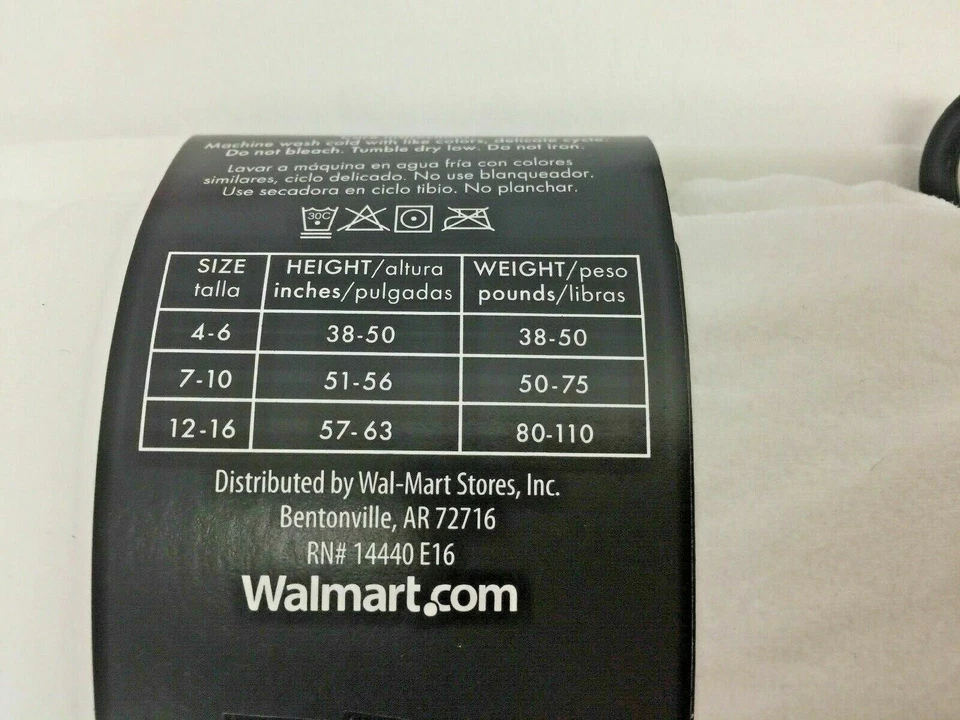 Machine wash cold with like colors, delicate cycle.
Do not bleach. Tumble dry low. Do not iron.
Lavar a máquina en agua fría con colores
similares, ciclo delicado. No use blanqueador.
Use secadora en ciclo tibio. No planchar.
30C
SIZE HEIGHT/altura WEIGHT/peso
talla inches/pulgadas pounds/libras
4-6 38-50 38-50
7-10 51-56 50-75
12-16 57-63 80-110
Distributed by Wal-Mart Stores, Inc.
Bentonville, AR 72716
RN# 14440 E16
Walmart.com